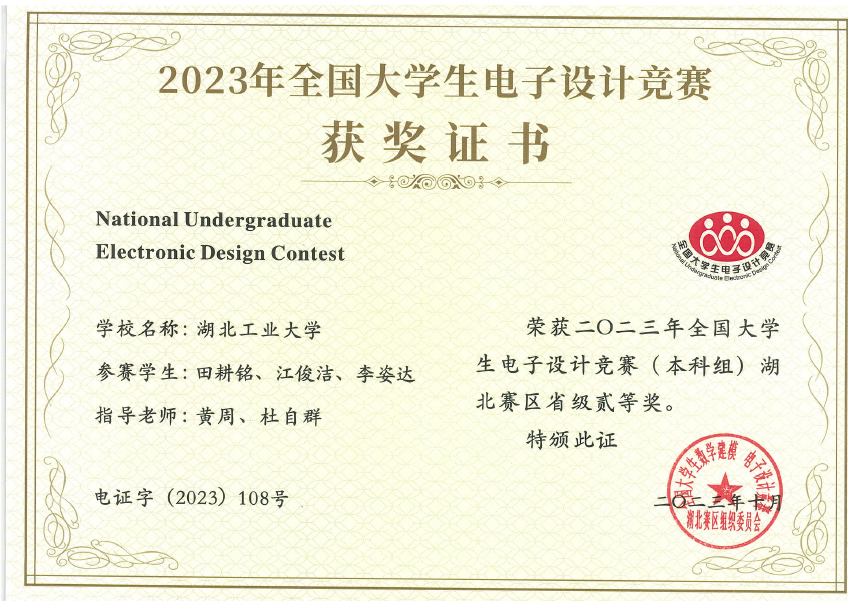 2023年全国大学生电子设计竞赛
获奖证书
National Undergraduate
Electronic Design Contest
全国大学生电子设计竞赛
National Undergraduate Electronic Design Contest
学校名称：湖北工业大学
参赛学生：田耕铭、江俊洁、李姿达
指导老师：黄周、杜自群
电证字（2023）108号
荣获二〇二三年全国大学
生电子设计竞赛（本科组）湖
北赛区省级贰等奖。
特颁此证
二〇二三年十月
全国大学生数学建模 电子设计竞赛
湖北赛区组织委员会